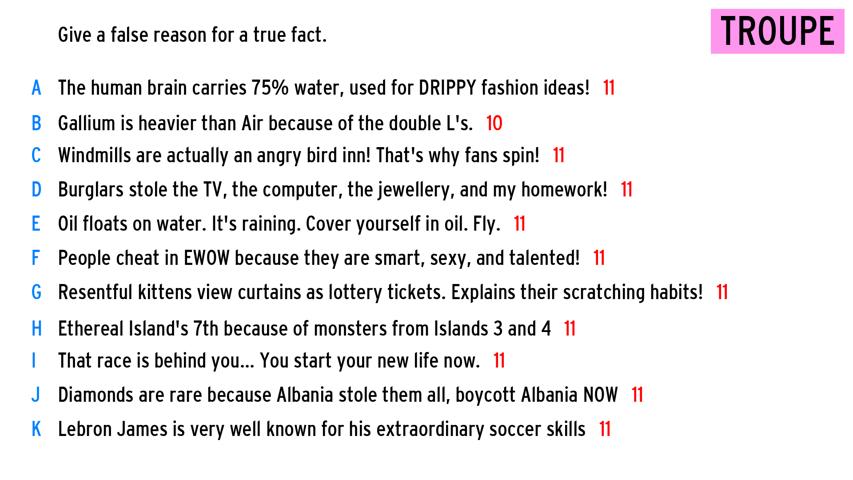 Give a false reason for a true fact.
TROUPE
A The human brain carries 75% water, used for DRIPPY fashion ideas! 11
B Gallium is heavier than Air because of the double L's. 10
C Windmills are actually an angry bird inn! That's why fans spin! 11
D Burglars stole the TV, the computer, the jewellery, and my homework! 11
E Oil floats on water. It's raining. Cover yourself in oil. Fly. 11
F People cheat in EWOW because they are smart, sexy, and talented! 11
G Resentful kittens view curtains as lottery tickets. Explains their scratching habits! 11
H Ethereal Island's 7th because of monsters from Islands 3 and 4 11
I That race is behind you... You start your new life now. 11
J Diamonds are rare because Albania stole them all, boycott Albania NOW 11
K Lebron James is very well known for his extraordinary soccer skills 11